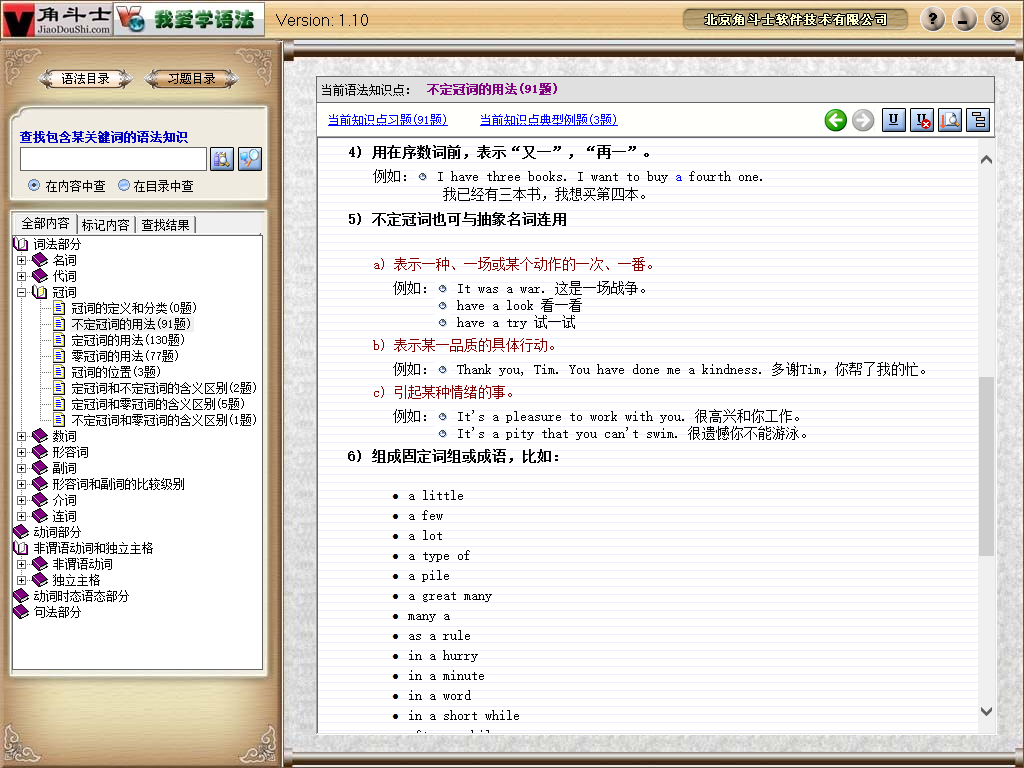 角斗士
JiaoDouShi.com
我爱学语法
Version: 1.10
北京角斗士软件技术有限公司
语法目录
习题目录
查找包含某关键词的语法知识
在内容中查
在目录中查
全部内容
标记内容
查找结果
词法部分
名词
代词
冠词
冠词的定义和分类(0题)
不定冠词的用法(91题)
定冠词的用法(130题)
零冠词的用法(77题)
冠词的位置(3题)
定冠词和不定冠词的含义区别(2题)
定冠词和零冠词的含义区别(5题)
不定冠词和零冠词的含义区别(1题)
数词
形容词
副词
形容词和副词的比较级别
介词
连词
动词部分
非谓语动词和独立主格
非谓语动词
独立主格
动词时态语态部分
句法部分
当前语法知识点: 不定冠词的用法(91题)
当前知识点习题(91题)
当前知识点典型例题(3题)
4) 用在序数词前，表示“又一”，“再一”。
例如: I have three books. I want to buy a fourth one.
我已经有三本书，我想买第四本。
5) 不定冠词也可与抽象名词连用
a) 表示一种、一场或某个动作的一次、一番。
例如: It was a war. 这是一场战争。
have a look 看一看
have a try 试一试
b) 表示某一品质的具体行动。
例如: Thank you, Tim. You have done me a kindness. 多谢Tim，你帮了我的忙。
c) 引起某种情绪的事。
例如: It's a pleasure to work with you. 很高兴和你工作。
It's a pity that you can't swim. 很遗憾你不能游泳。
6) 组成固定词组或成语，比如:
a little
a few
a lot
a type of
a pile
a great many
many a
as a rule
in a hurry
in a minute
in a word
in a short while